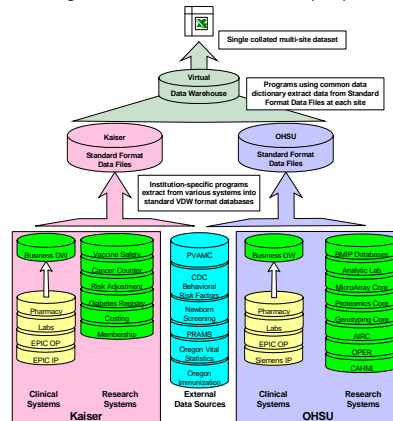 Single collated multi-site dataset
Virtual
Data Warehouse
Programs using common data
dictionary extract data from Standard
Format Data Files at each site
Kaiser
Standard Format
Data Files
OHSU
Standard Format
Data Files
Institution-specific programs
extract from various systems into
standard VDW format databases
Business DW
Pharmacy
Labs
EPIC OP
EPIC IP
Vaccine Safety
Cancer Counter
Risk Adjustment
Diabetes Registry
Costing
Membership
PVAMC
CDC
Behavioral
Risk Factors
Newborn
Screening
PRAMS
Oregon Vital
Statistics
Oregon
Immunization
Business DW
Pharmacy
Labs
EPIC OP
Siemens IP
BMIP Databases
Analytic Lab
MicroArray Core
Proteomics Core
Genotyping Core
AIRC
OPER
CAHMI
Clinical
Systems
Research
Systems
Kaiser
External
Data Sources
Clinical
Systems
Research
Systems
OHSU